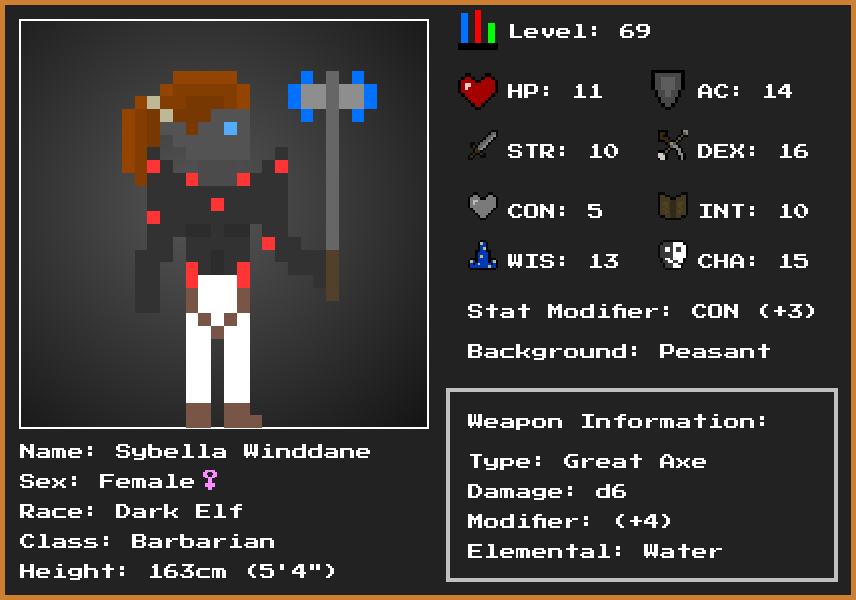 Level: 69
HP: 11 AC: 14
STR: 10 DEX: 16
CON: 5 INT: 10
WIS: 13 CHA: 15
Stat Modifier: CON (+3)
Background: Peasant
Weapon Information:
Type: Great Axe
Damage: d6
Modifier: (+4)
Elemental: Water
Name: Sybella Winddane
Sex: Female♀
Race: Dark Elf
Class: Barbarian
Height: 163cm (5'4")